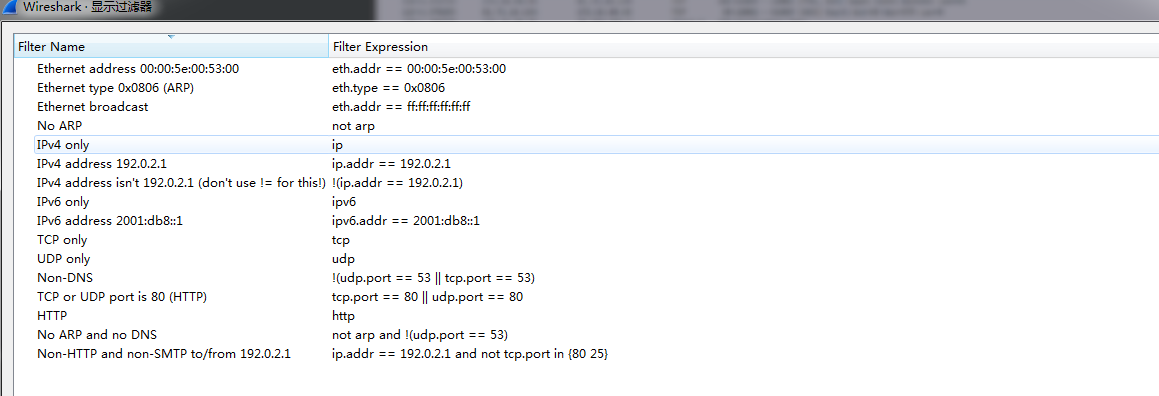 Wireshark · 显示过滤器
Filter Name Filter Expression
Ethernet address 00:00:5e:00:53:00 eth.addr == 00:00:5e:00:53:00
Ethernet type 0x0806 (ARP) eth.type == 0x0806
Ethernet broadcast eth.addr == ff:ff:ff:ff:ff:ff
No ARP not arp
IPv4 only ip
IPv4 address 192.0.2.1 ip.addr == 192.0.2.1
IPv4 address isn't 192.0.2.1 (don't use != for this!) !(ip.addr == 192.0.2.1)
IPv6 only ipv6
IPv6 address 2001:db8::1 ipv6.addr == 2001:db8::1
TCP only tcp
UDP only udp
Non-DNS !(udp.port == 53 || tcp.port == 53)
TCP or UDP port is 80 (HTTP) tcp.port == 80 || udp.port == 80
HTTP http
No ARP and no DNS not arp and !(udp.port == 53)
Non-HTTP and non-SMTP to/from 192.0.2.1 ip.addr == 192.0.2.1 and not tcp.port in {80 25}